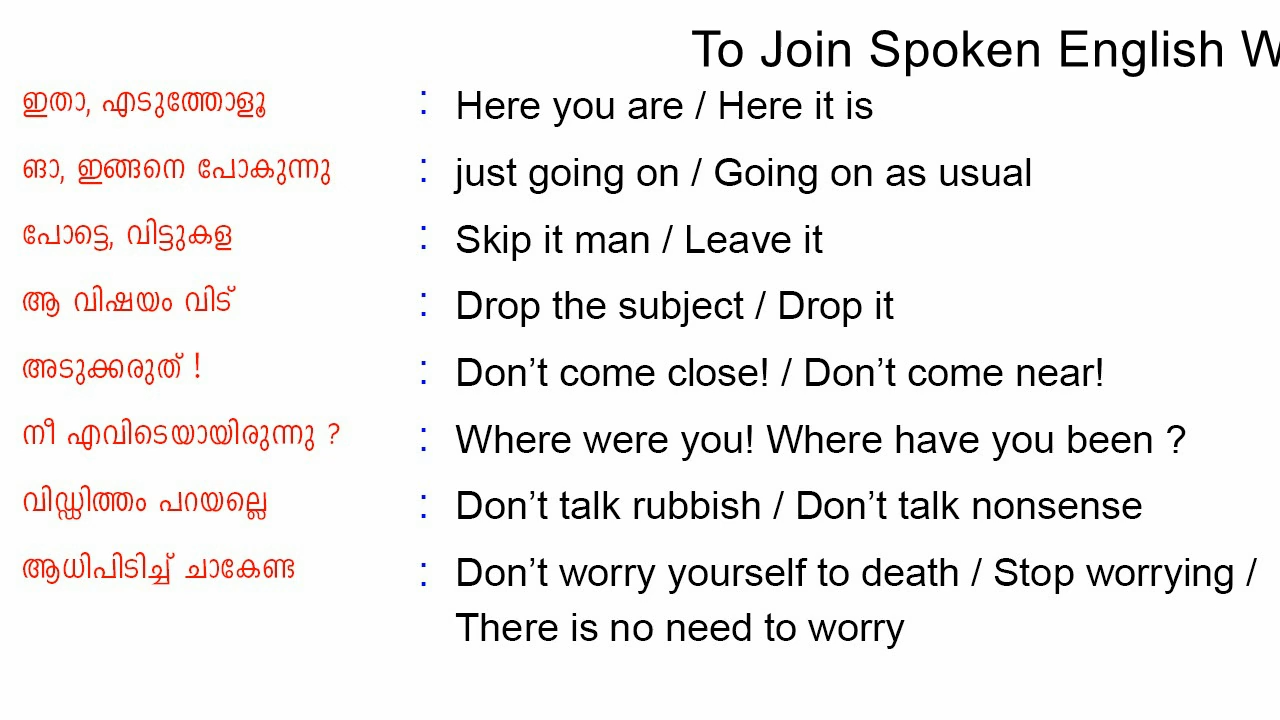 To Join Spoken English W
ഇതാ, എടുത്തോളൂ : Here you are / Here it is
ഓ, ഇങ്ങനെ പോകുന്നു : just going on / Going on as usual
പോട്ടെ, വിട്ടുകള : Skip it man / Leave it
ആ വിഷയം വിട് : Drop the subject / Drop it
അടുക്കരുത് ! : Don’t come close! / Don’t come near!
നീ എവിടെയായിരുന്നു ? : Where were you! Where have you been ?
വിഡ്ഡിത്തം പറയല്ലെ : Don’t talk rubbish / Don’t talk nonsense
ആധിപിടിച്ച് ചാകേണ്ട : Don’t worry yourself to death / Stop worrying /
There is no need to worry